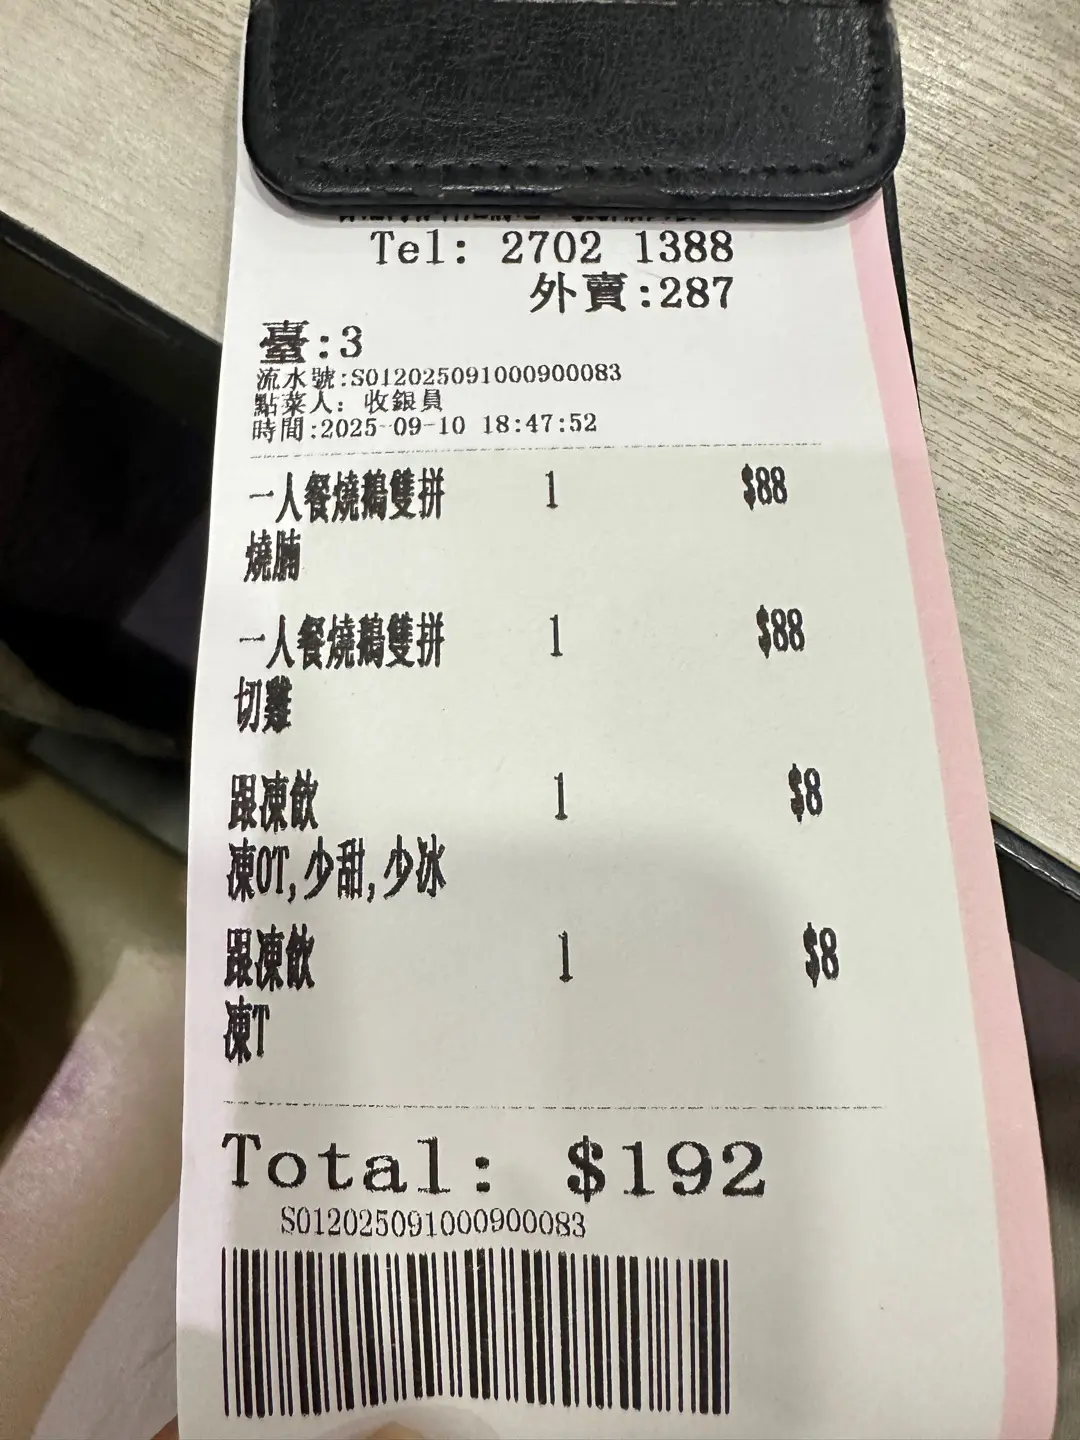 Tel: 2702 1388
外賣:287
臺:3
流水號:S012025091000900083
點菜人: 收銀員
時間:2025-09-10 18:47:52
一人餐燒鵝雙拼 1 $88
燒腩
一人餐燒鵝雙拼 1 $88
切雞
跟凍飲 1 $8
凍OT,少甜,少冰
跟凍飲 1 $8
凍T
Total: $192
S012025091000900083